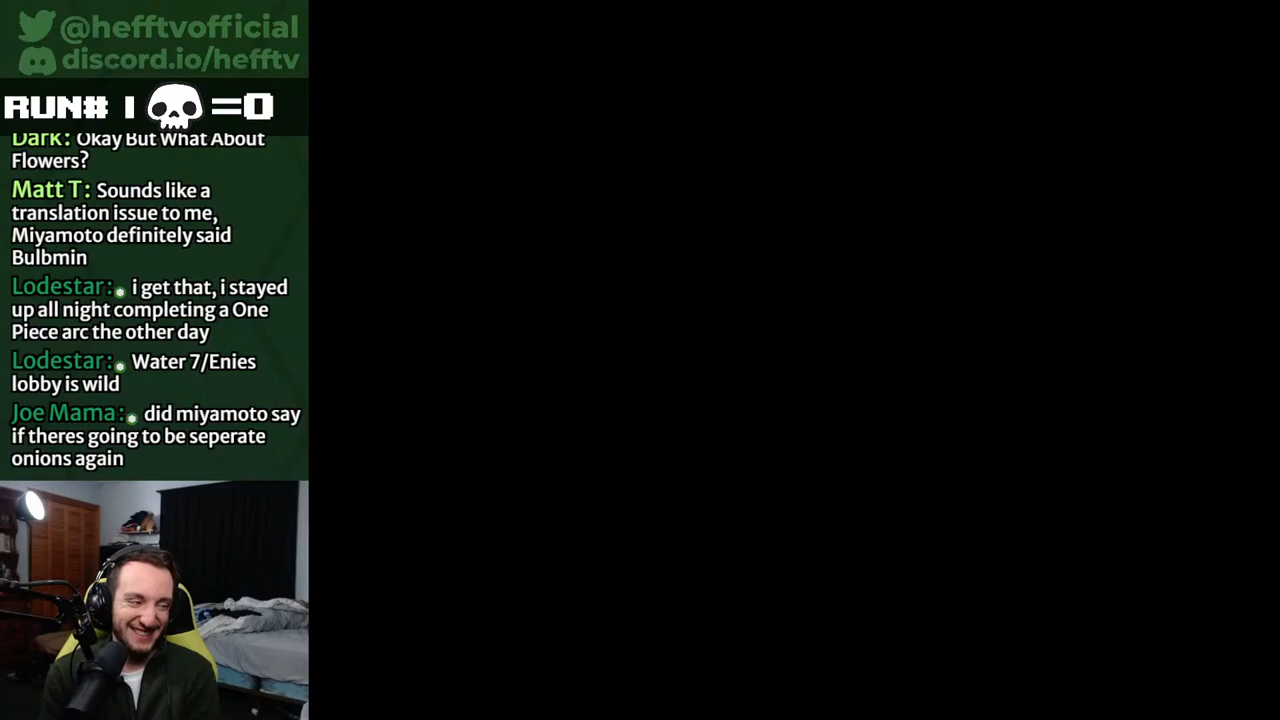 @hefftvofficial
discord.io/hefftv
RUN# 1 =0
Dark: Okay But What About
Flowers?
Matt T: Sounds like a
translation issue to me,
Miyamoto definitely said
Bulbmin
Lodestar: i get that, i stayed
up all night completing a One
Piece arc the other day
Lodestar: Water 7/Enies
lobby is wild
Joe Mama: did miyamoto say
if theres going to be seperate
onions again